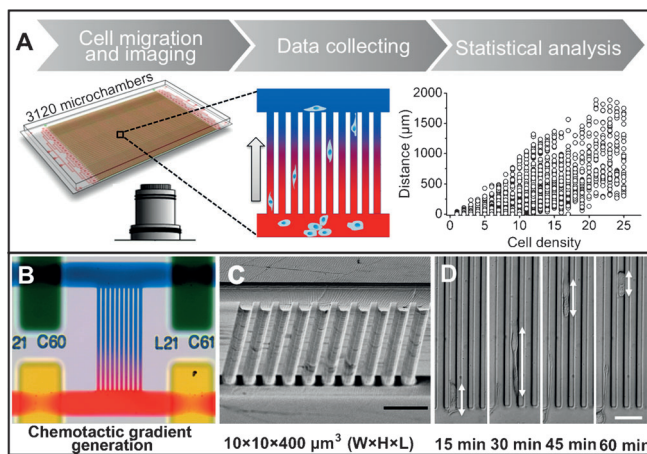 A
Cell migration
and imaging
Data collecting
Statistical analysis
3120 microchambers
Distance (µm)
2000
1500
1000
500
0
0 5 10 15 20 25
Cell density
B
21 C60
L21 C61
Chemotactic gradient
generation
C
10×10×400 µm³ (W×H×L)
D
15 min 30 min 45 min 60 min